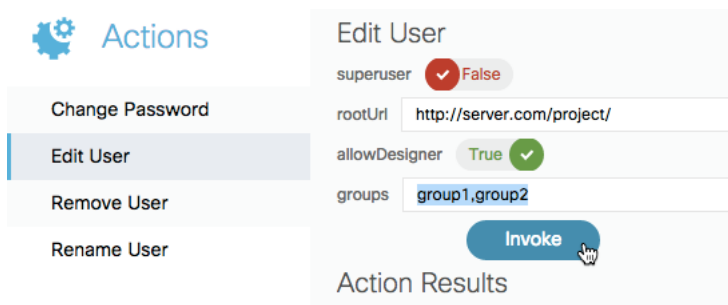 Actions
Change Password
Edit User
Remove User
Rename User
Edit User
superuser False
rootUrl http://server.com/project/
allowDesigner True
groups group1,group2
Invoke
Action Results